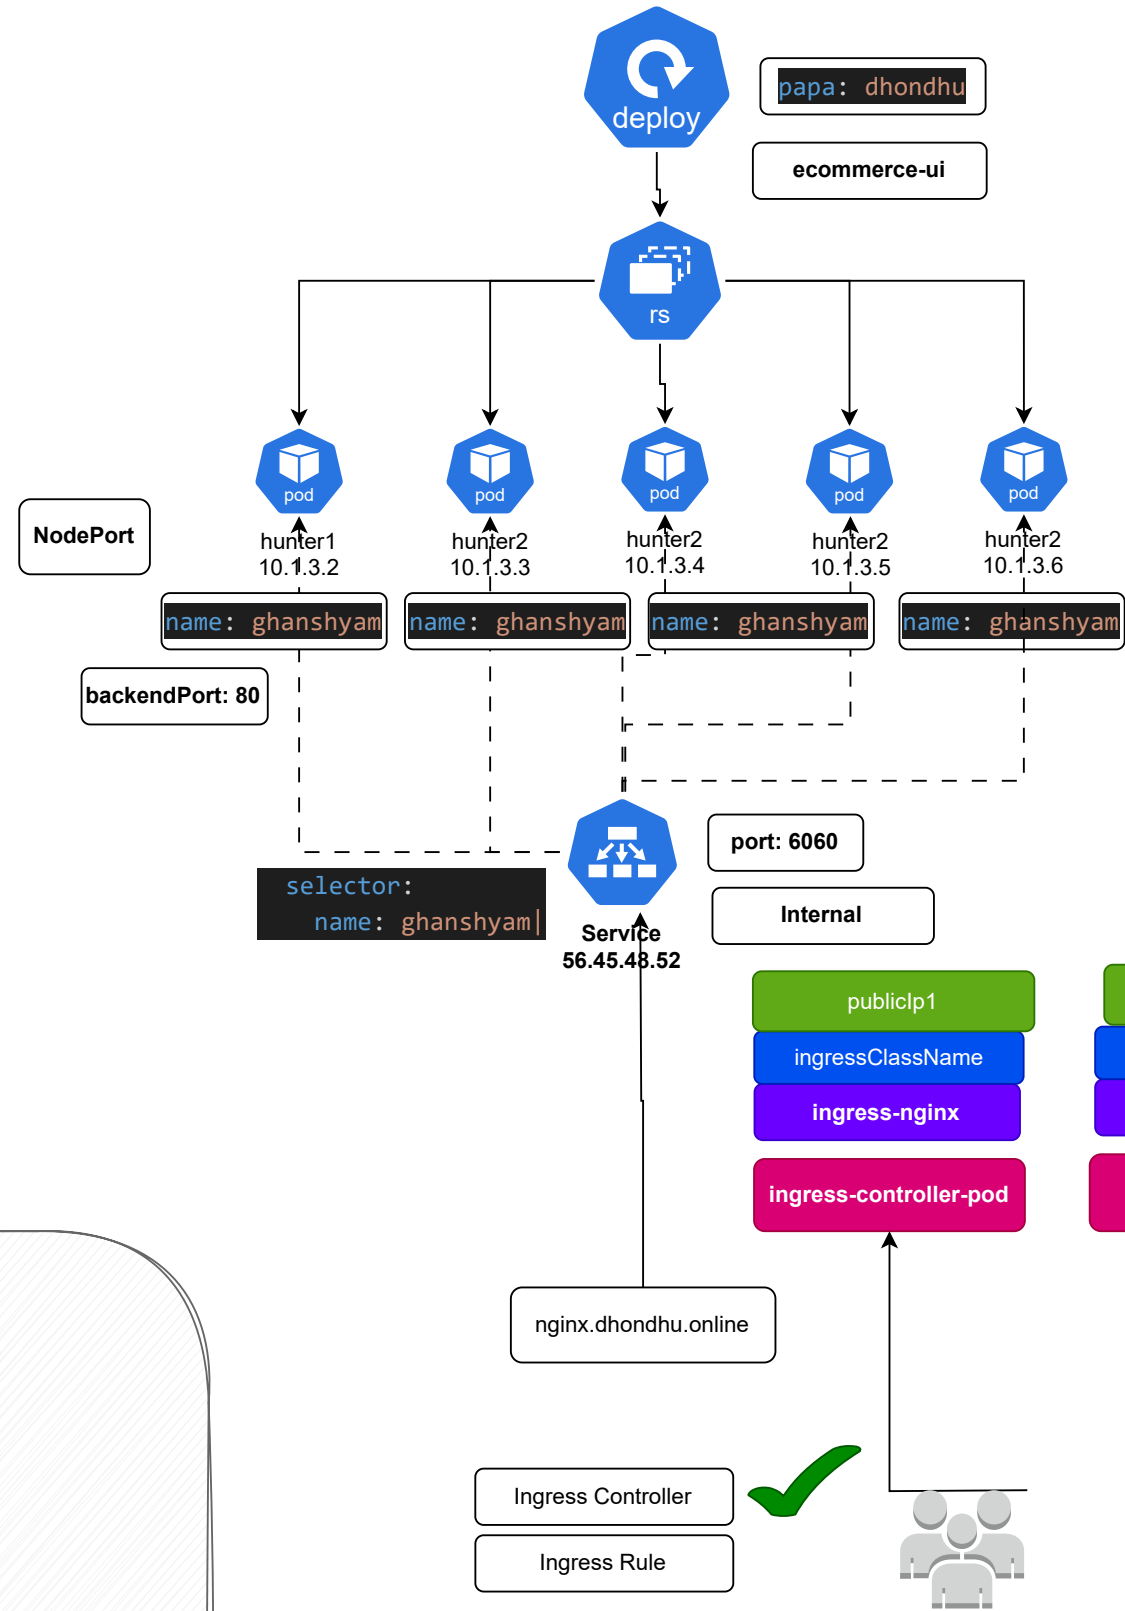 deploy
papa: dhondhu
ecommerce-ui
rs
pod
pod
pod
pod
pod
NodePort
hunter1
10.1.3.2
hunter2
10.1.3.3
hunter2
10.1.3.4
hunter2
10.1.3.5
hunter2
10.1.3.6
name: ghanshyam
name: ghanshyam
name: ghanshyam
name: ghanshyam
backendPort: 80
port: 6060
selector:
name: ghanshyam
Internal
Service
56.45.48.52
publicIp1
ingressClassName
ingress-nginx
ingress-controller-pod
nginx.dhondhu.online
Ingress Controller
Ingress Rule